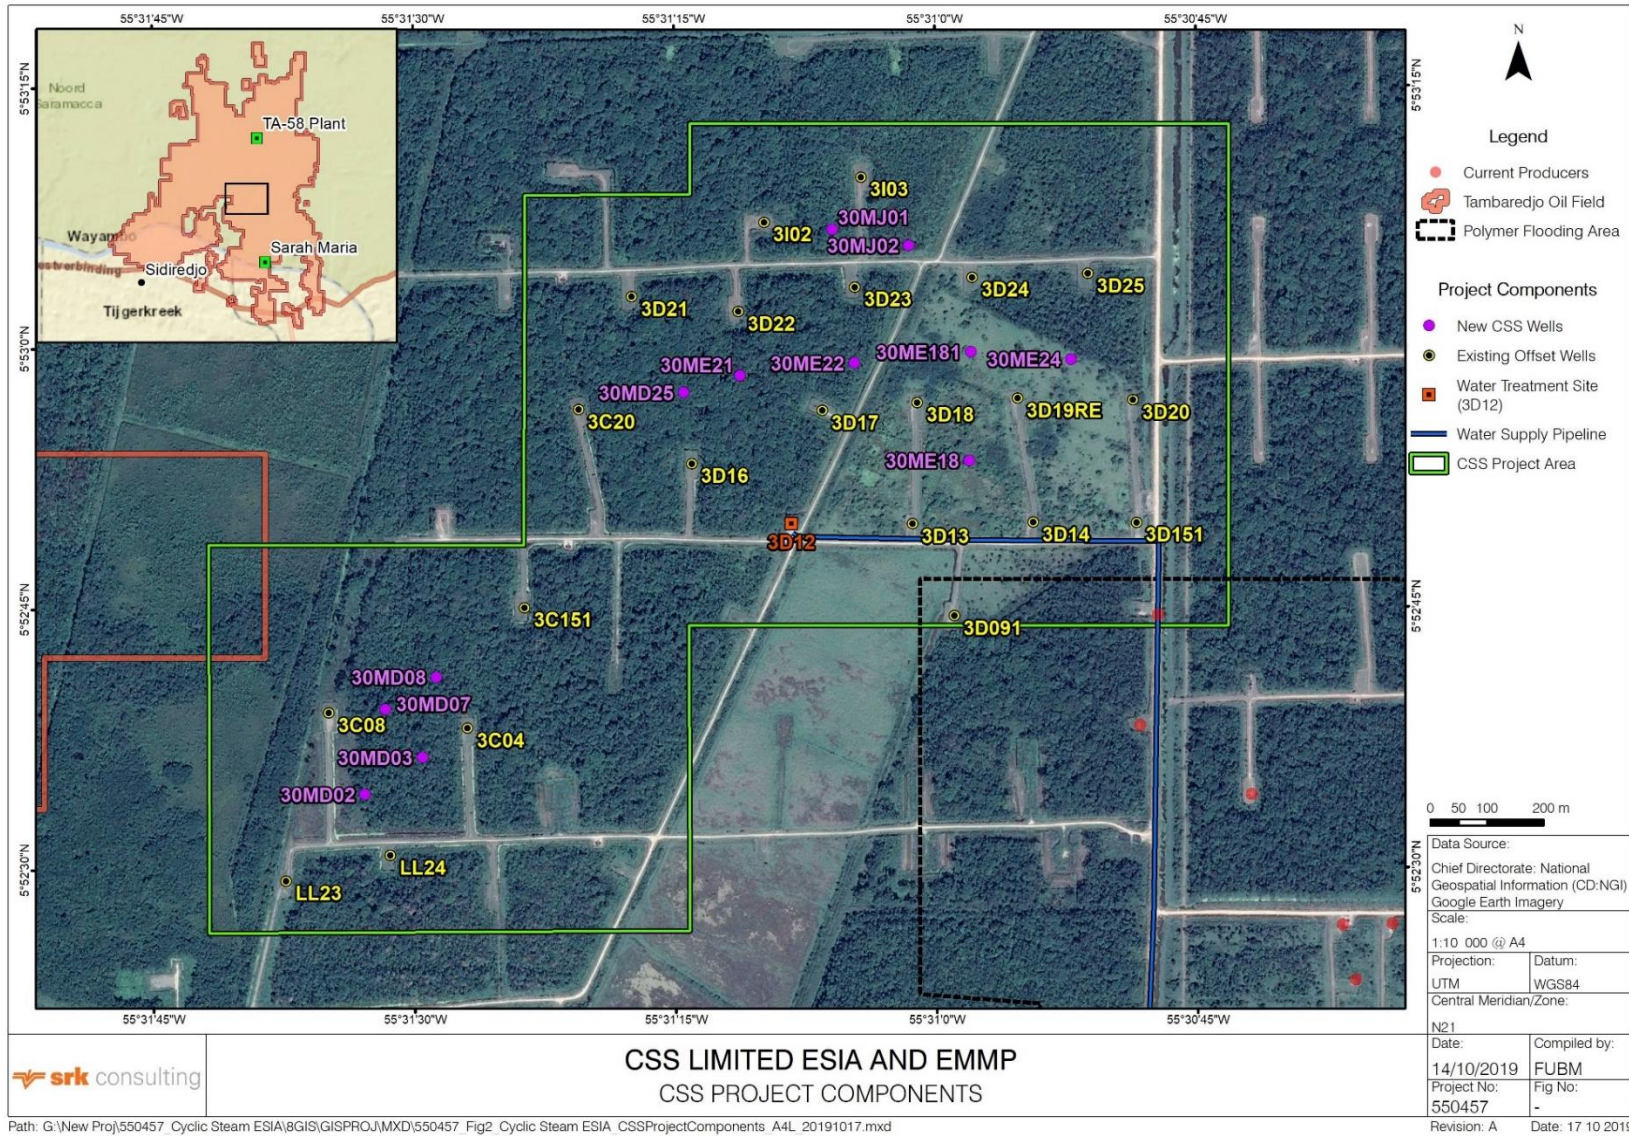 55°31'45"W
55°31'30"W
55°31'15"W
55°31'0"W
55°30'45"W
5°53'15"N
5°53'0"N
5°52'45"N
5°52'30"N
5°53'15"N
5°53'0"N
5°52'45"N
5°52'30"N
Noord
TA-58 Plant
Sarah Maria
Sidiredjo
Tijgerkreek
3I03
30MJ01
3I02
30MJ02
3D21
3D22
3D23
3D24
3D25
30ME21
30ME22
30ME181
30ME24
30MD25
3C20
3D17
3D18
3D19RE
3D20
3D16
30ME18
3D12
3D13
3D14
3D151
3C151
3D091
30MD08
30MD07
3C08
3C04
30MD03
30MD02
LL24
LL23
55°31'45"W
55°31'30"W
55°31'15"W
55°31'0"W
55°30'45"W
N
Legend
Current Producers
Tambaredjo Oil Field
Polymer Flooding Area
Project Components
New CSS Wells
Existing Offset Wells
Water Treatment Site
(3D12)
Water Supply Pipeline
CSS Project Area
0 50 100 200 m
Data Source:
Chief Directorate: National
Geospatial Information (CD:NGI)
Google Earth Imagery
Scale:
1:10 000 @ A4
Projection: Datum:
UTM WGS84
Central Meridian/Zone:
N21
Date: Compiled by:
14/10/2019 FUBM
Project No: Fig No:
550457 -
Revision: A Date: 17 10 2019
srk consulting
CSS LIMITED ESIA AND EMMP
CSS PROJECT COMPONENTS
Path: G:\New Proj\550457_Cyclic Steam ESIA\8GIS\GISPROJ\MXD\550457_Fig2_Cyclic Steam ESIA_CSSProjectComponents_A4L_20191017.mxd